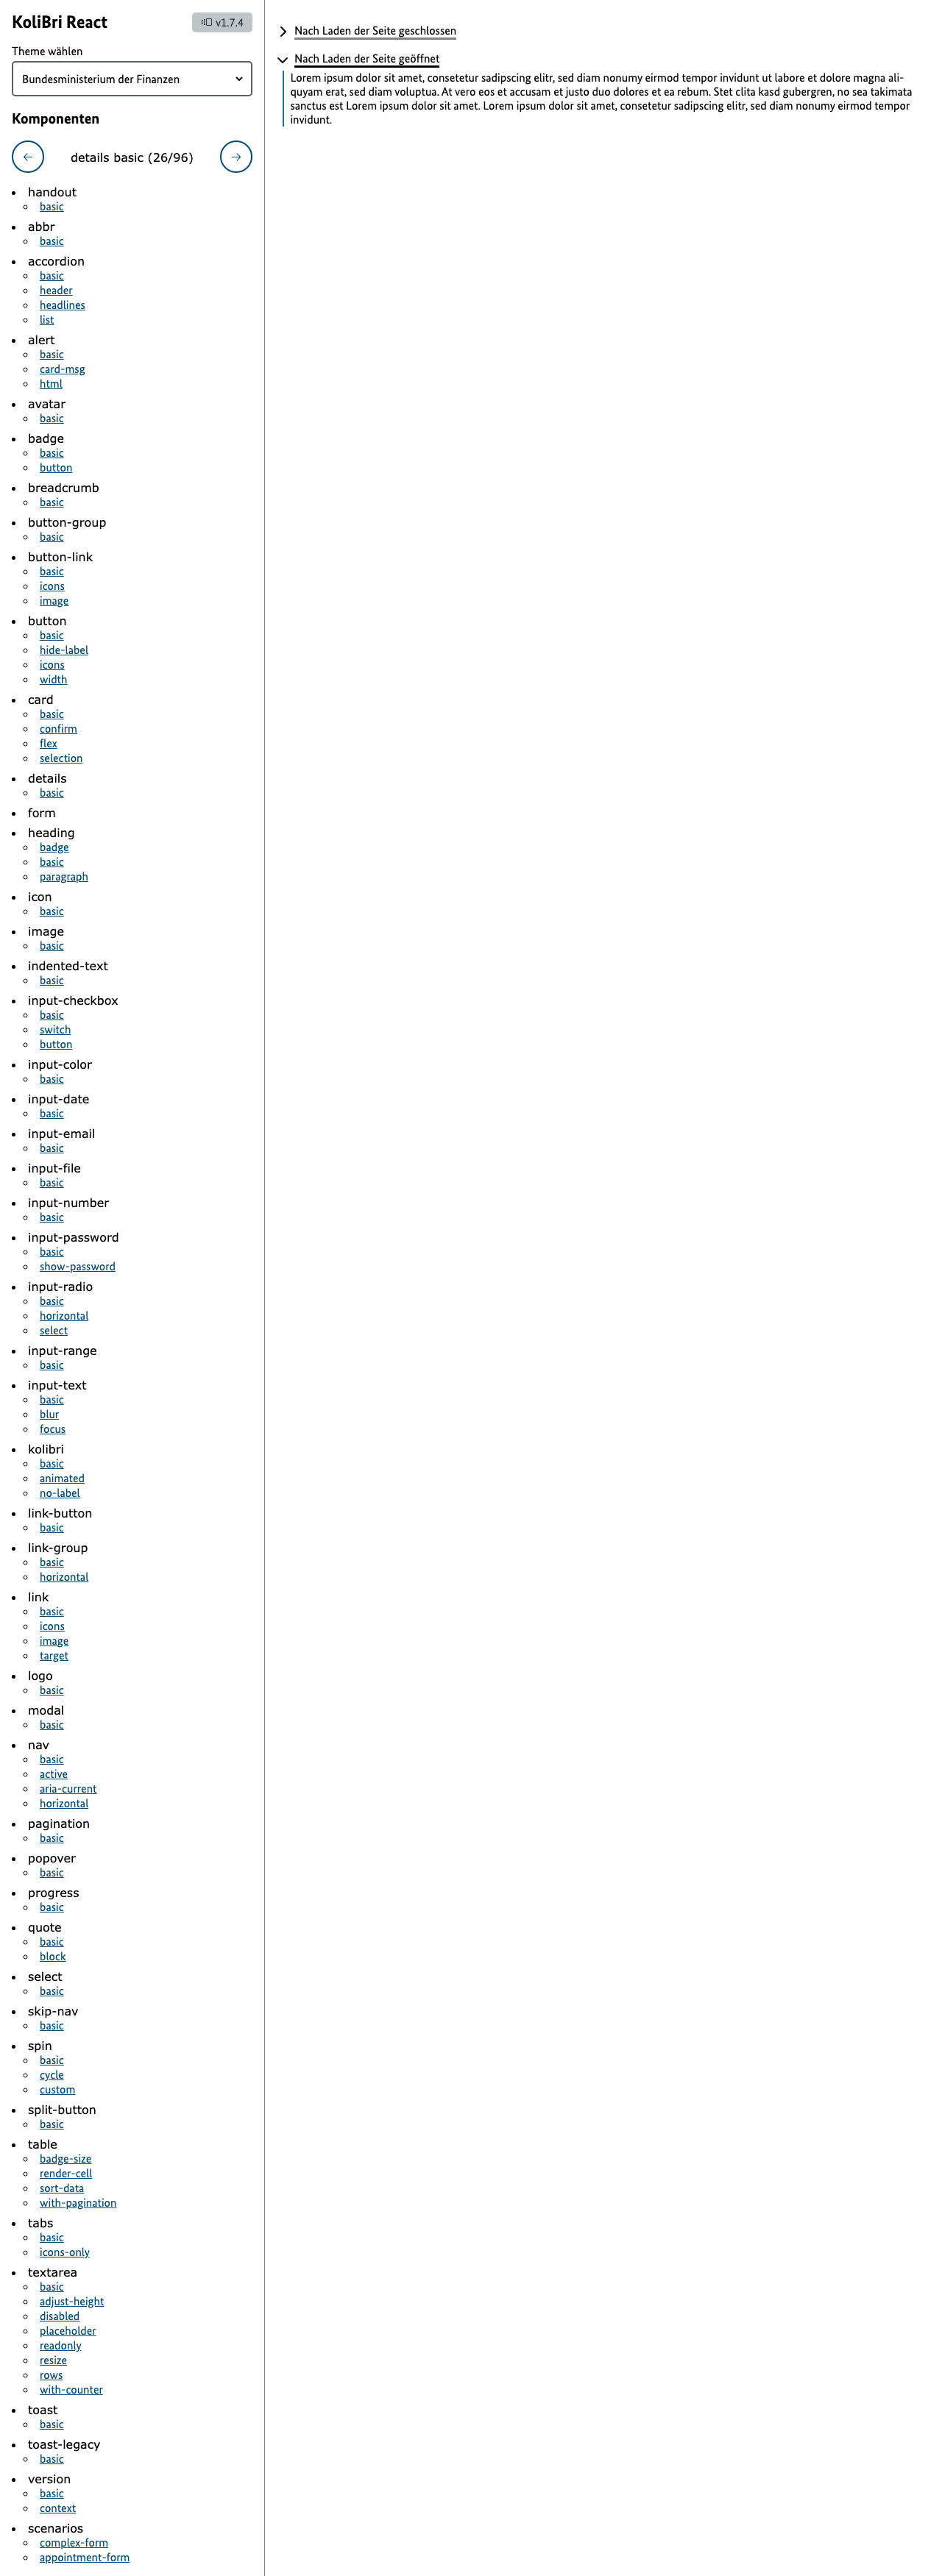 KoliBri React
v1.7.4
Theme wählen
Bundesministerium der Finanzen
Komponenten
details basic (26/96)
handout
basic
abbr
basic
accordion
basic
header
headlines
list
alert
basic
card-msg
html
avatar
basic
badge
basic
button
breadcrumb
basic
button-group
basic
button-link
basic
icons
image
button
basic
hide-label
icons
width
card
basic
confirm
flex
selection
details
basic
form
heading
badge
basic
paragraph
icon
basic
image
basic
indented-text
basic
input-checkbox
basic
switch
button
input-color
basic
input-date
basic
input-email
basic
input-file
basic
input-number
basic
input-password
basic
show-password
input-radio
basic
horizontal
select
input-range
basic
input-text
basic
blur
focus
kolibri
basic
animated
no-label
link-button
basic
link-group
basic
horizontal
link
basic
icons
image
target
logo
basic
modal
basic
nav
basic
active
aria-current
horizontal
pagination
basic
popover
basic
progress
basic
quote
basic
block
select
basic
skip-nav
basic
spin
basic
cycle
custom
split-button
basic
table
badge-size
render-cell
sort-data
with-pagination
tabs
basic
icons-only
textarea
basic
adjust-height
disabled
placeholder
readonly
resize
rows
with-counter
toast
basic
toast-legacy
basic
version
basic
context
scenarios
complex-form
appointment-form
Nach Laden der Seite geschlossen
Nach Laden der Seite geöffnet
Lorem ipsum dolor sit amet, consetetur sadipscing elitr, sed diam nonumy eirmod tempor invidunt ut labore et dolore magna ali-
quyam erat, sed diam voluptua. At vero eos et accusam et justo duo dolores et ea rebum. Stet clita kasd gubergren, no sea takimata
sanctus est Lorem ipsum dolor sit amet. Lorem ipsum dolor sit amet, consetetur sadipscing elitr, sed diam nonumy eirmod tempor
invidunt.